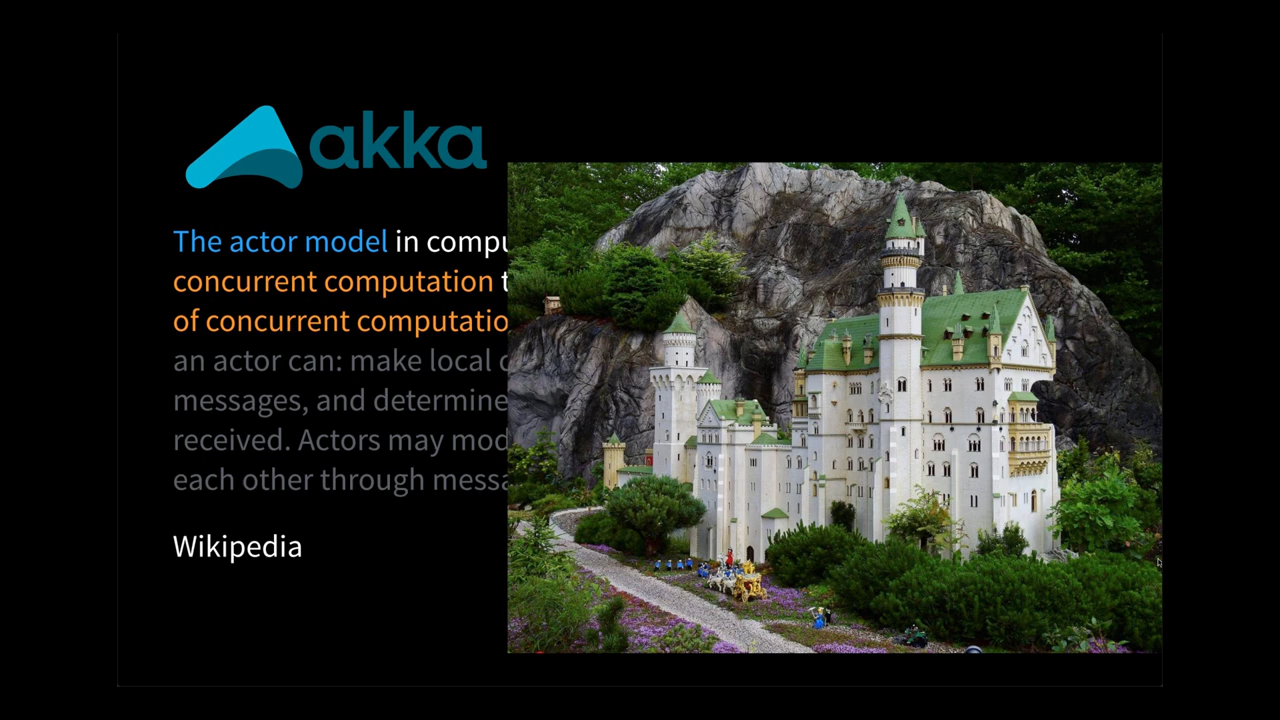 akka
The actor model in compu
concurrent computation t
of concurrent computatio
an actor can: make local
messages, and determine
received. Actors may mod
each other through messa
Wikipedia